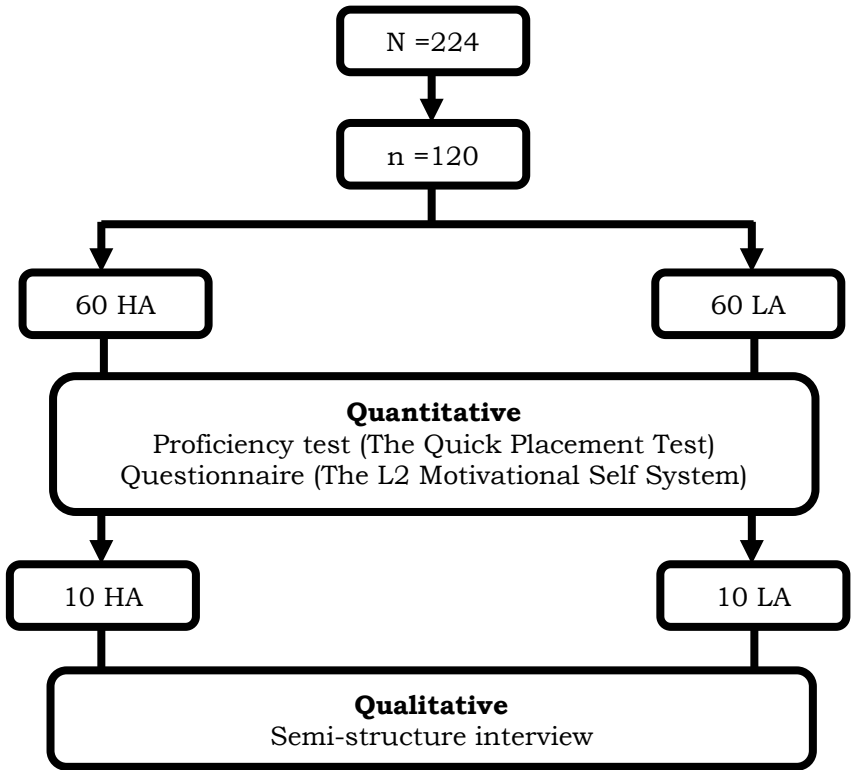 N =224
n =120
60 HA
60 LA
Quantitative
Proficiency test (The Quick Placement Test)
Questionnaire (The L2 Motivational Self System)
10 HA
10 LA
Qualitative
Semi-structure interview